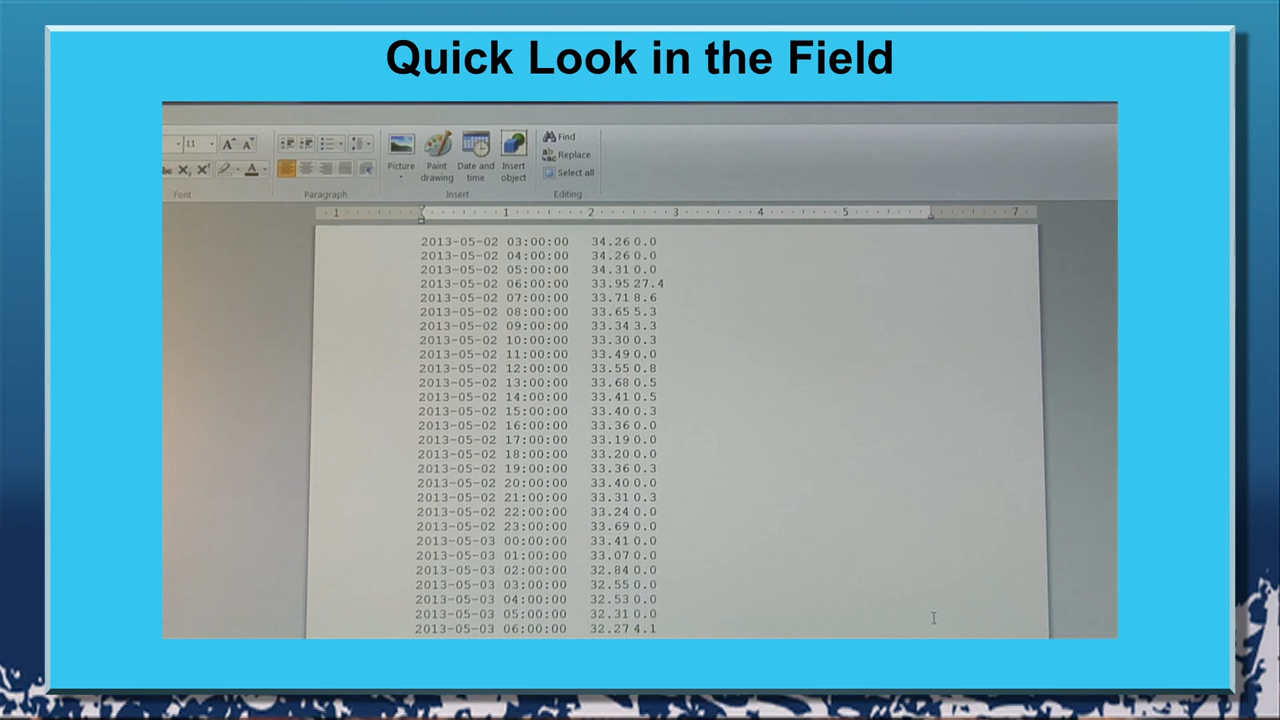 Quick Look in the Field
11 A A
abc X₂ X² A
Picture
Paint drawing
Date and time
Insert object
Find
Replace
Select all
Font Paragraph Insert Editing
1 1 2 3 4 5 7
2013-05-02 03:00:00 34.26 0.0
2013-05-02 04:00:00 34.26 0.0
2013-05-02 05:00:00 34.31 0.0
2013-05-02 06:00:00 33.95 27.4
2013-05-02 07:00:00 33.71 8.6
2013-05-02 08:00:00 33.65 5.3
2013-05-02 09:00:00 33.34 3.3
2013-05-02 10:00:00 33.30 0.3
2013-05-02 11:00:00 33.49 0.0
2013-05-02 12:00:00 33.55 0.8
2013-05-02 13:00:00 33.68 0.5
2013-05-02 14:00:00 33.41 0.5
2013-05-02 15:00:00 33.40 0.3
2013-05-02 16:00:00 33.36 0.0
2013-05-02 17:00:00 33.19 0.0
2013-05-02 18:00:00 33.20 0.0
2013-05-02 19:00:00 33.36 0.3
2013-05-02 20:00:00 33.40 0.0
2013-05-02 21:00:00 33.31 0.3
2013-05-02 22:00:00 33.24 0.0
2013-05-02 23:00:00 33.69 0.0
2013-05-03 00:00:00 33.41 0.0
2013-05-03 01:00:00 33.07 0.0
2013-05-03 02:00:00 32.84 0.0
2013-05-03 03:00:00 32.55 0.0
2013-05-03 04:00:00 32.53 0.0
2013-05-03 05:00:00 32.31 0.0
2013-05-03 06:00:00 32.27 4.1